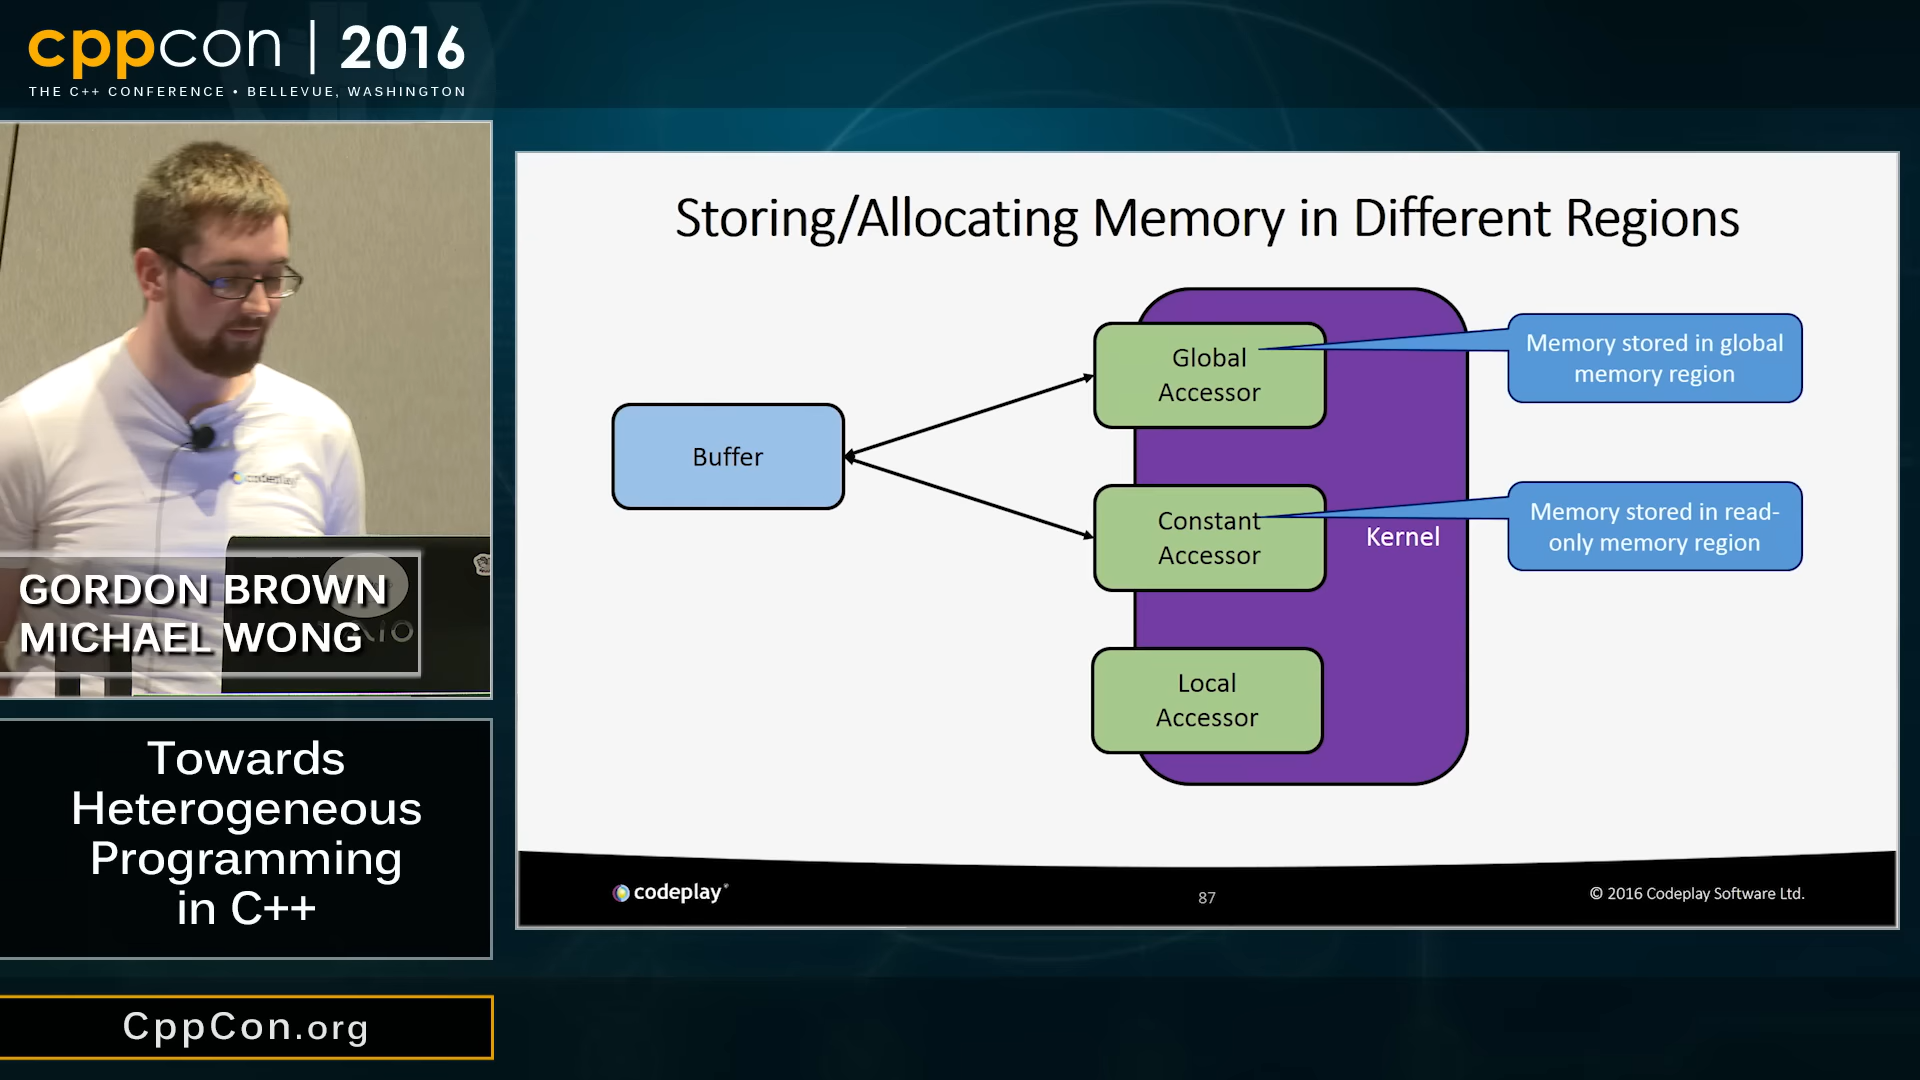 cppcon | 2016
THE C++ CONFERENCE • BELLEVUE, WASHINGTON
codeplay
GORDON BROWN
MICHAEL WONG
Towards
Heterogeneous
Programming
in C++
CppCon.org
Storing/Allocating Memory in Different Regions
Buffer
Global
Accessor
Constant
Accessor
Local
Accessor
Kernel
Memory stored in global
memory region
Memory stored in read-
only memory region
codeplay
87
© 2016 Codeplay Software Ltd.